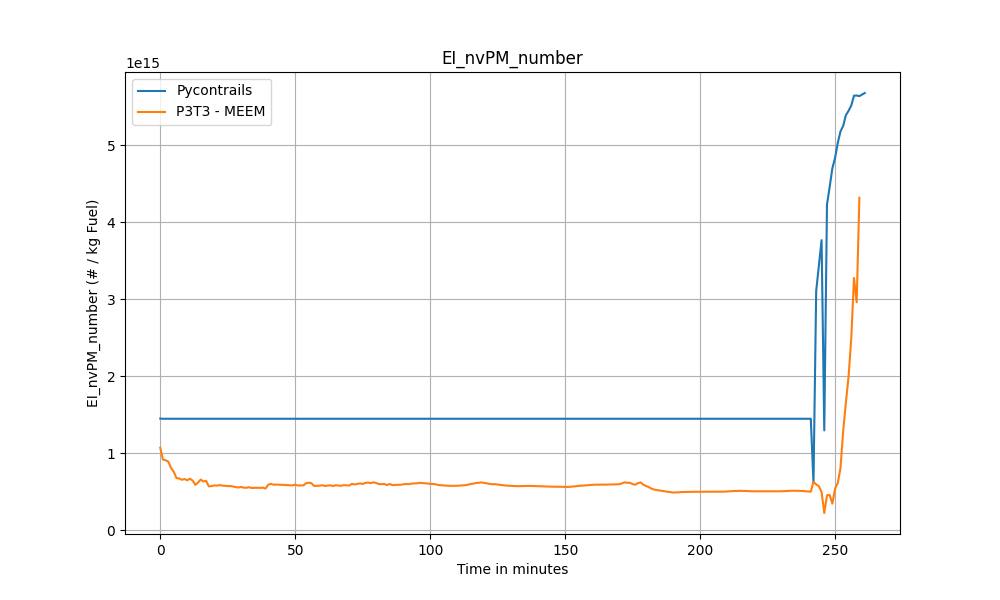 EI_nvPM_number
1e15
Pycontrails
P3T3 - MEEM
EI_nvPM_number (# / kg Fuel)
5
4
3
2
1
0
0 50 100 150 200 250
Time in minutes